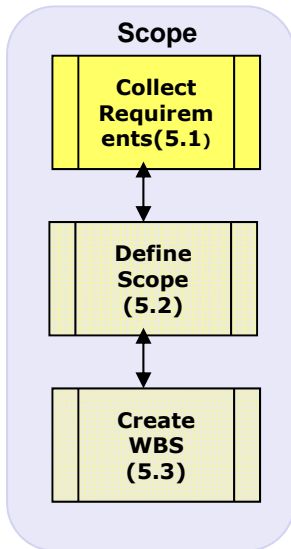 Scope
Collect
Requirem
ents(5.1)
Define
Scope
(5.2)
Create
WBS
(5.3)